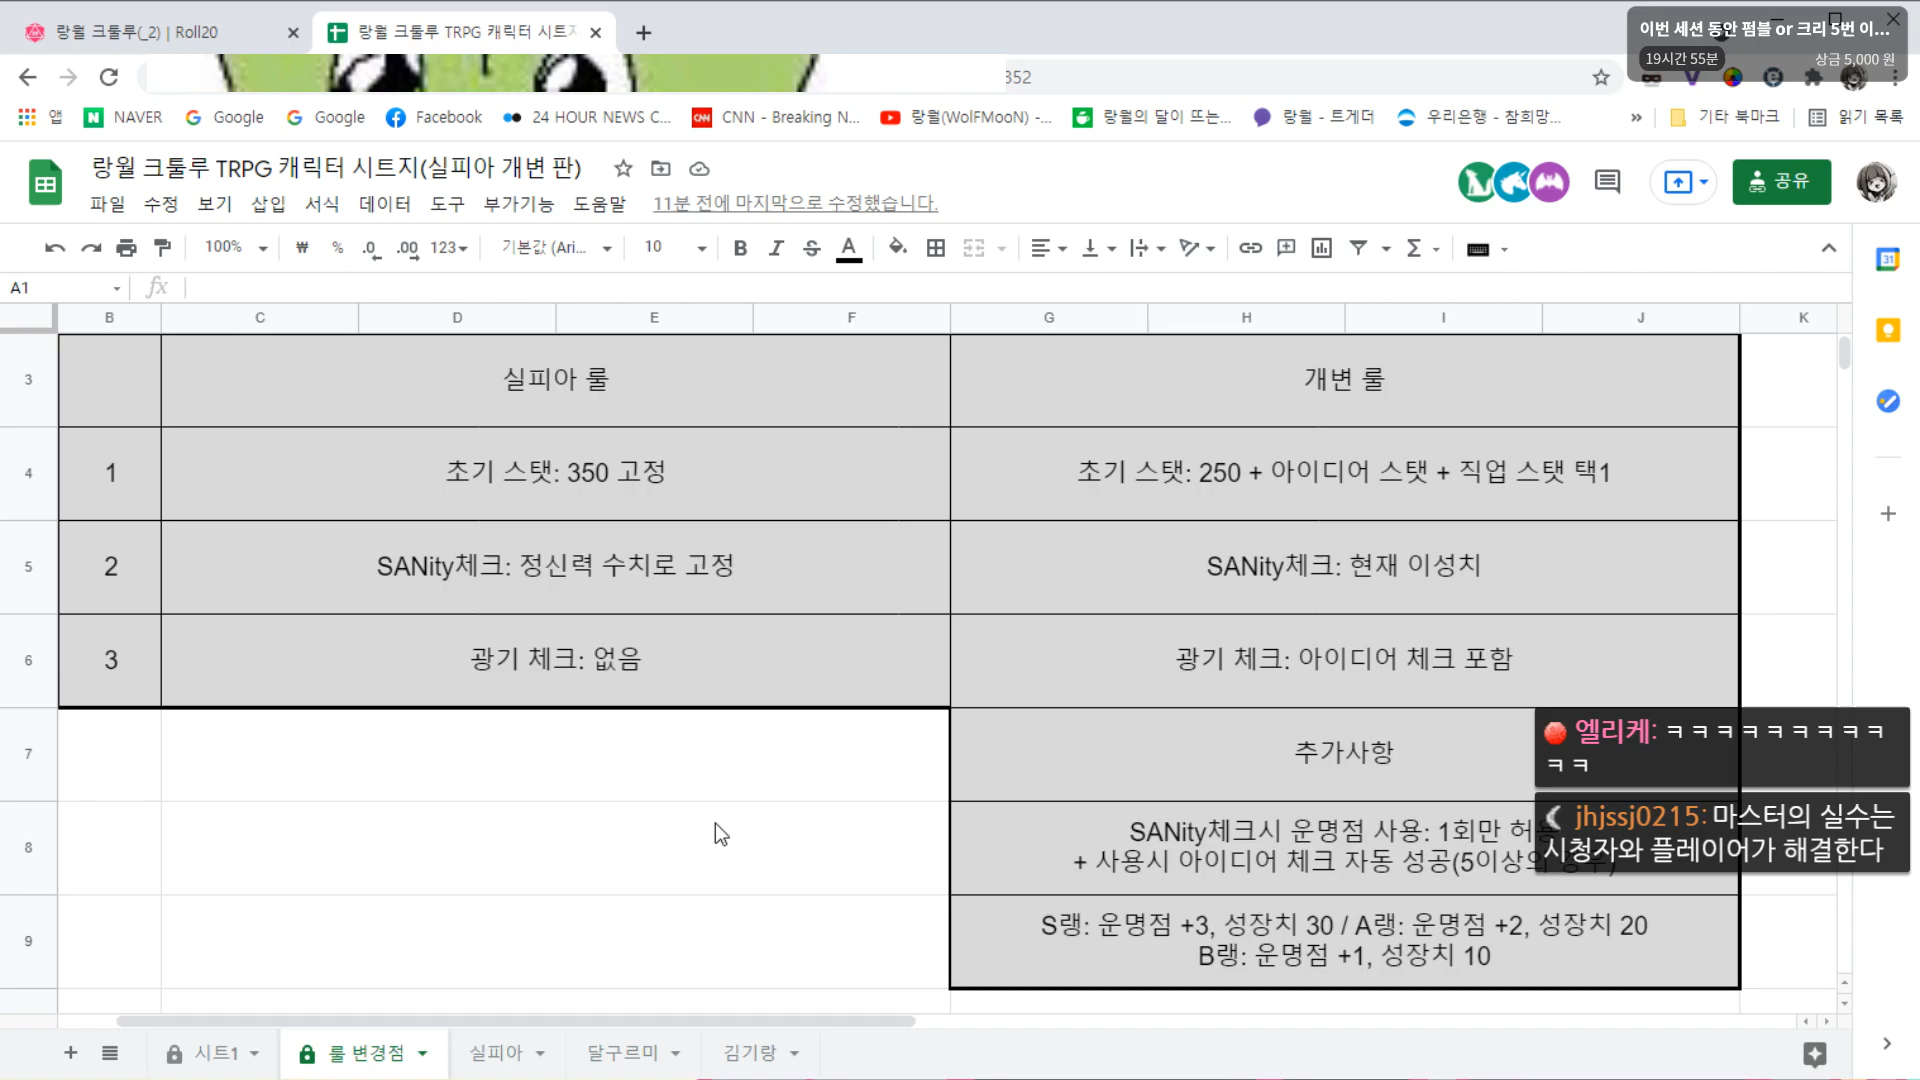 랑월 크툴루(_2) | Roll20
랑월 크툴루 TRPG 캐릭터 시트지
이번 세션 동안 펌블 or 크리 5번 이...
19시간 55분 상금 5,000 원
352
앱 NAVER Google Google Facebook 24 HOUR NEWS C... CNN - Breaking N... 랑월(WolFMooN) -... 랑월의 달이 뜨는... 랑월 - 트게더 우리은행 - 참희망... » 기타 북마크 읽기 목록
랑월 크툴루 TRPG 캐릭터 시트지(실피아 개변 판)
공유
파일 수정 보기 삽입 서식 데이터 도구 부가기능 도움말 11분 전에 마지막으로 수정했습니다.
100% ₩ % .0 .00 123 기본값 (Ari... 10 B I S A
A1 fx
B C D E F G H I J K
3 실피아 룰 개변 룰
4 1 초기 스탯: 350 고정 초기 스탯: 250 + 아이디어 스탯 + 직업 스탯 택1
5 2 SANity체크: 정신력 수치로 고정 SANity체크: 현재 이성치
6 3 광기 체크: 없음 광기 체크: 아이디어 체크 포함
7 추가사항
8 SANity체크시 운명점 사용: 1회만 허용
+ 사용시 아이디어 체크 자동 성공(5이상의 경우)
9 S랭: 운명점 +3, 성장치 30 / A랭: 운명점 +2, 성장치 20
B랭: 운명점 +1, 성장치 10
엘리케: ㅋㅋㅋㅋㅋㅋㅋㅋㅋ
ㅋㅋ
jhjssj0215: 마스터의 실수는
시청자와 플레이어가 해결한다
시트1 룰 변경점 실피아 달구르미 김기랑
31